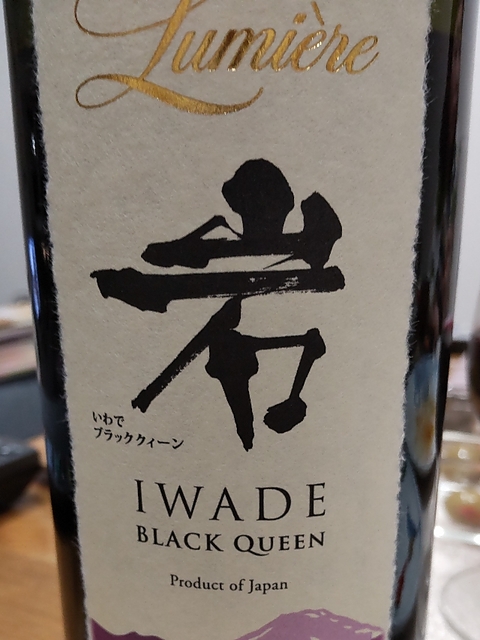 Lumière
岩
いわで
ブラッククィーン
IWADE
BLACK QUEEN
Product of Japan